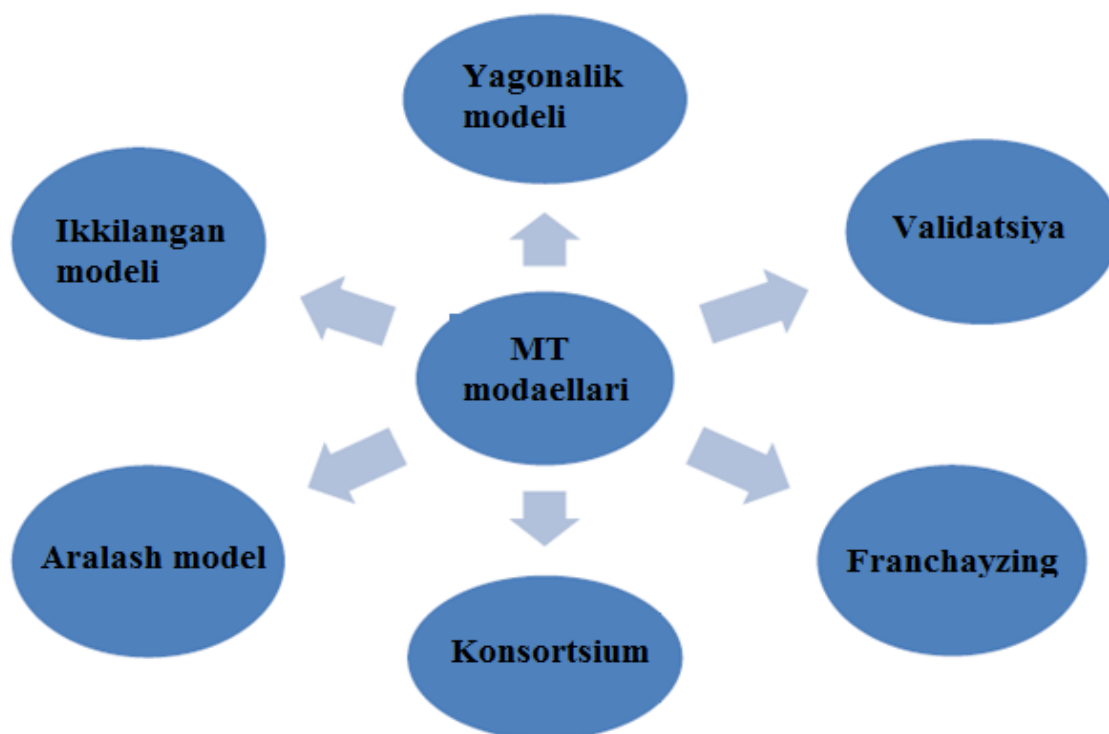 Yagonalik
modeli
Ikkilangan
modeli
Validatsiya
MT
modaellari
Aralash model
Franchayzing
Konsortsium